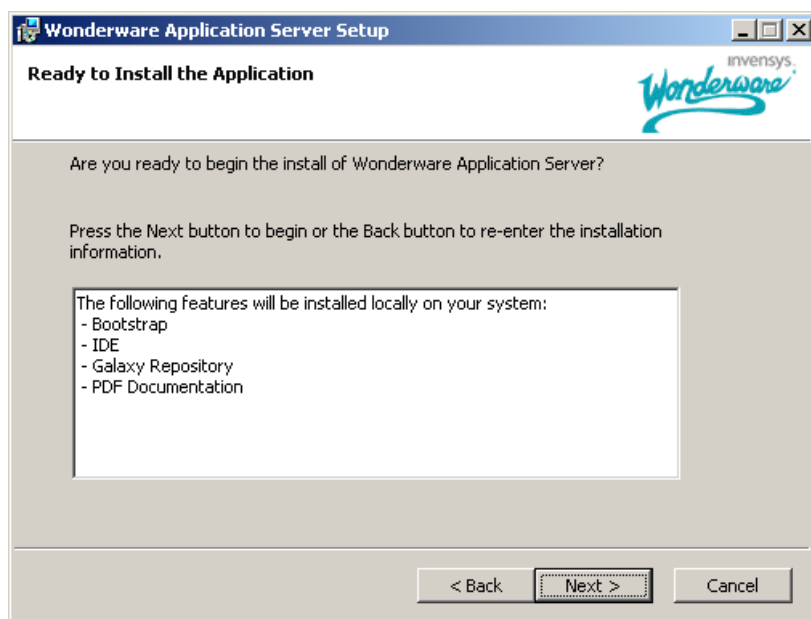 Wonderware Application Server Setup
Ready to Install the Application
invensys.
Wonderware
Are you ready to begin the install of Wonderware Application Server?
Press the Next button to begin or the Back button to re-enter the installation
information.
The following features will be installed locally on your system:
- Bootstrap
- IDE
- Galaxy Repository
- PDF Documentation
< Back
Next >
Cancel